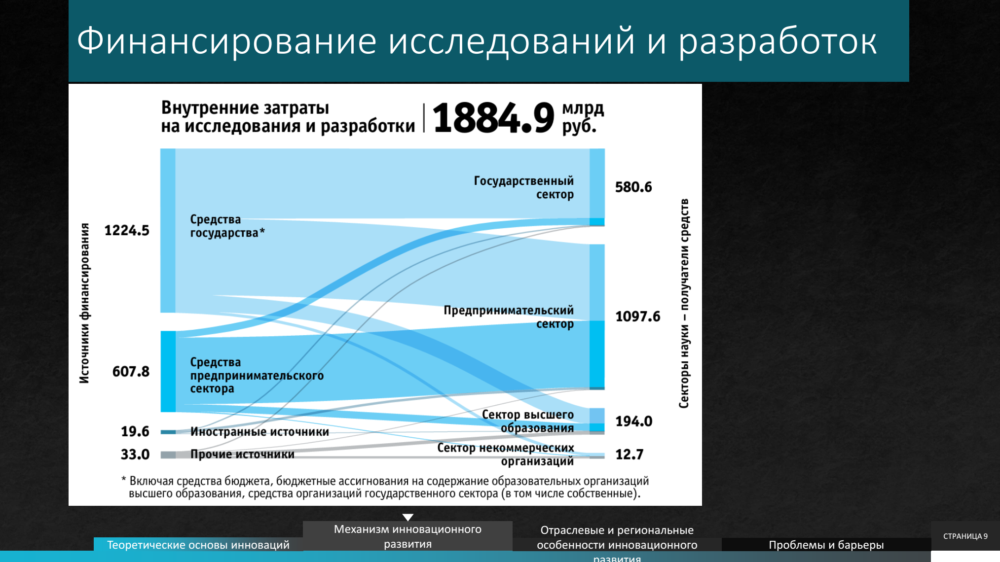 Финансирование исследований и разработок
Внутренние затраты
на исследования и разработки
1884.9
млрд
руб.
Источники финансирования
1224.5
Средства
государства*
607.8
Средства
предпринимательского
сектора
19.6
Иностранные источники
33.0
Прочие источники
Государственный
сектор
580.6
Предпринимательский
сектор
1097.6
Сектор высшего
образования
194.0
Сектор некоммерческих
организаций
12.7
Секторы науки – получатели средств
* Включая средства бюджета, бюджетные ассигнования на содержание образовательных организаций
высшего образования, средства организаций государственного сектора (в том числе собственные).
Теоретические основы инноваций
Механизм инновационного
развития
Отраслевые и региональные
особенности инновационного
развития
Проблемы и барьеры
СТРАНИЦА 9